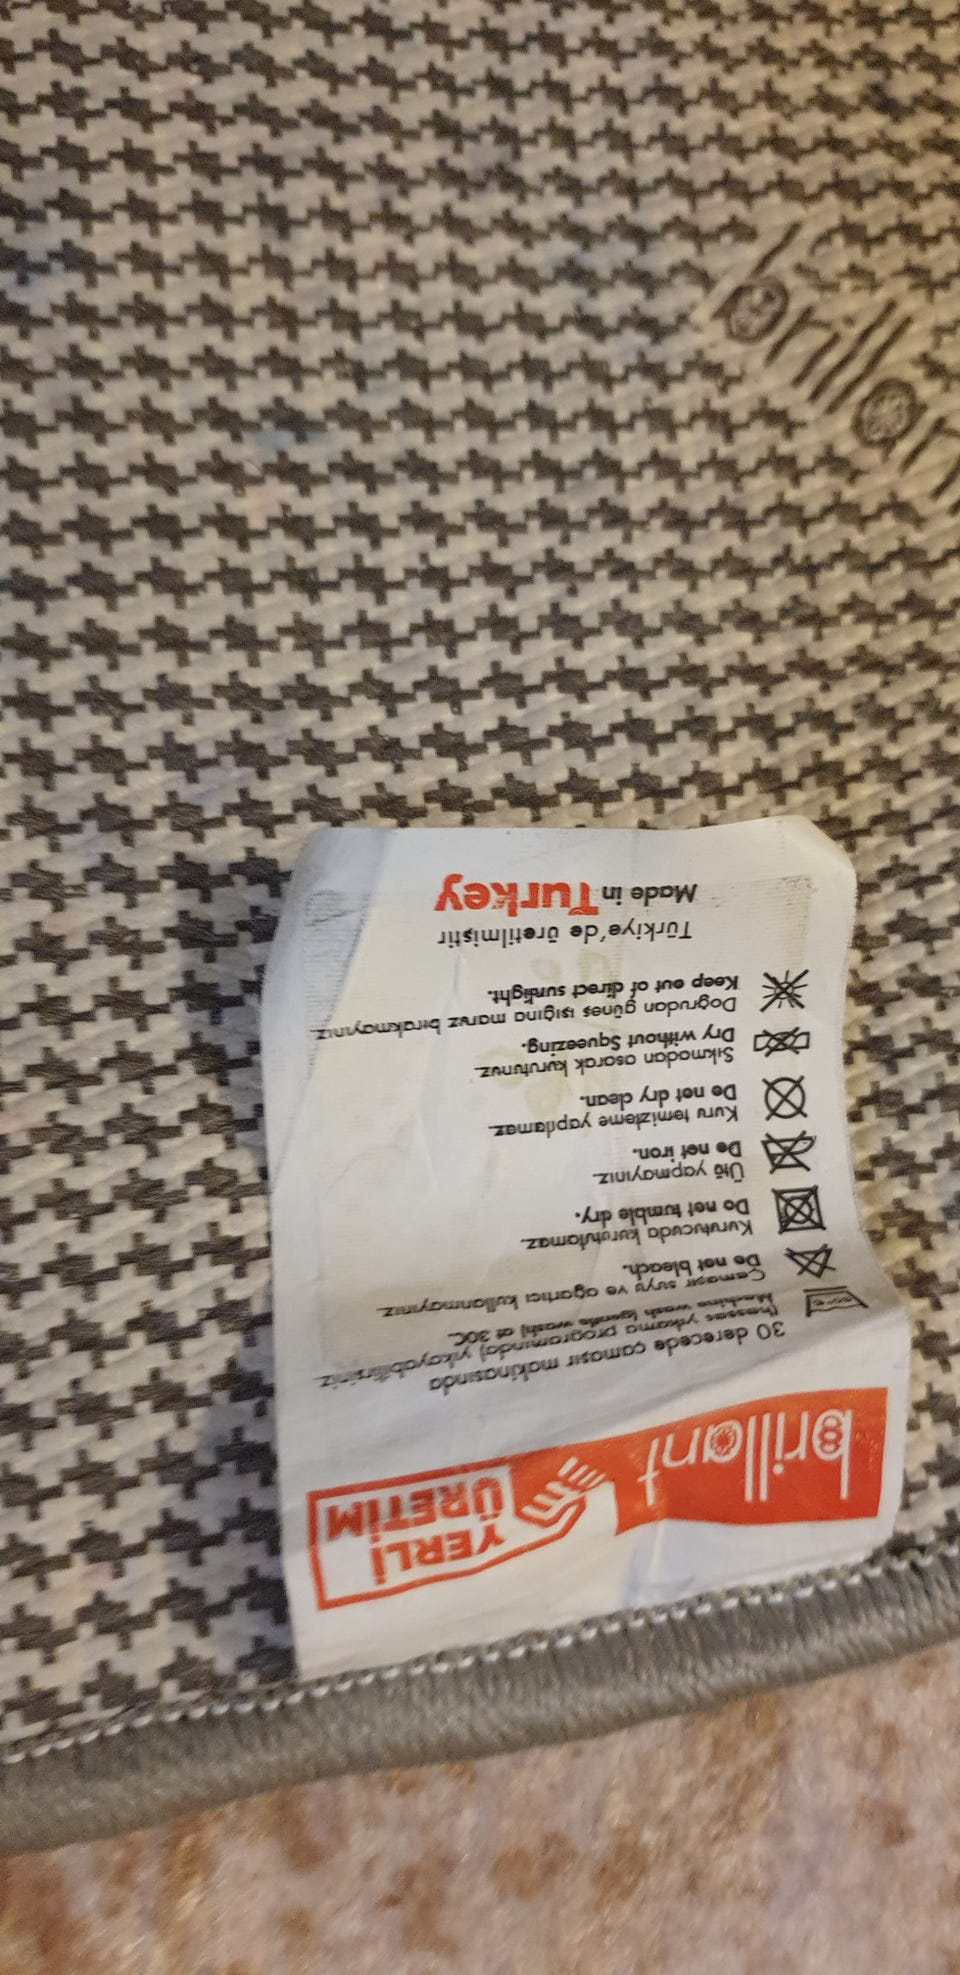 brillant
YERLİ
ÜRETİM
30 derecede çamaşır makinasında
(hassas yıkama programında) yıkayabilirsiniz.
Machine wash (gentle wash) at 30C.
Çamaşır suyu ve agartıcı kullanmayınız.
Do not bleach.
Kurutucuda kurutulamaz.
Do not tumble dry.
Ütü yapmayınız.
Do not iron.
Kuru temizleme yapılamaz.
Do not dry clean.
Sıkmadan asarak kurutunuz.
Dry without Squeezing.
Doğrudan güneş ışığına maruz bırakmayınız.
Keep out of direct sunlight.
Türkiye'de üretilmiştir
Made in Turkey
brillan